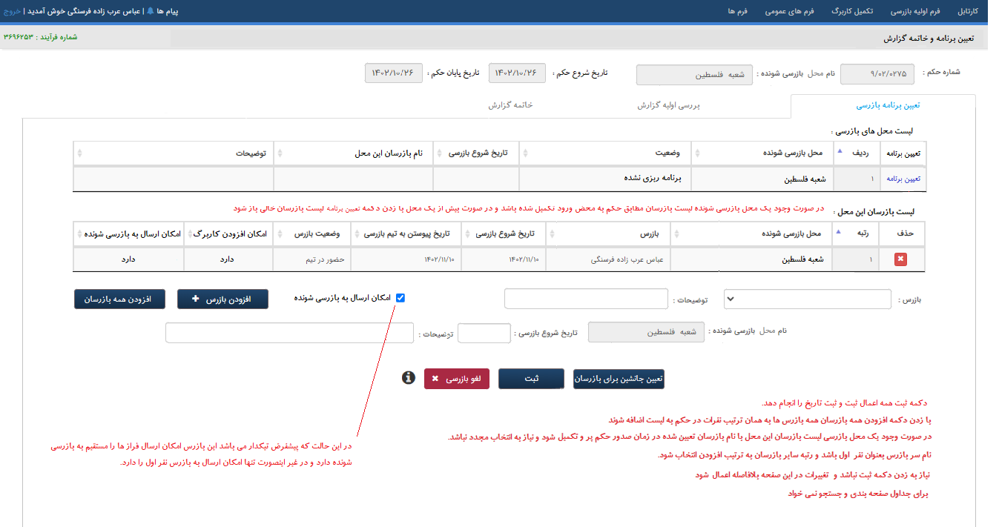 کارتابل فرم اولیه بازرسی تکمیل کاربرگ فرم های عمومی فرم ها پیام ها | عباس عرب زاده فرسنگی خوش آمدید | خروج
تعیین برنامه و خاتمه گزارش شماره فرآیند : ۳۶۹۶۲۵۳
شماره حکم : ۹/۰۲/۰۲۷۵ نام محل بازرسی شونده : شعبه فلسطین تاریخ شروع حکم : ۱۴۰۲/۱۰/۲۶ تاریخ پایان حکم : ۱۴۰۲/۱۰/۲۶
تعیین برنامه بازرسی بررسی اولیه گزارش خاتمه گزارش
لیست محل های بازرسی :
تعیین برنامه ردیف محل بازرسی شونده وضعیت تاریخ شروع بازرسی نام بازرسان این محل توضیحات
تعیین برنامه ۱ شعبه فلسطین برنامه ریزی نشده
لیست بازرسان این محل : در صورت وجود یک محل بازرسی شونده لیست بازرسان مطابق حکم به محض ورود تکمیل شده باشد و در صورت بیش از یک محل با زدن دکمه تعیین برنامه لیست بازرسان خالی باز شود
حذف رتبه محل بازرسی شونده بازرس تاریخ شروع بازرسی تاریخ پیوستن به تیم بازرسی وضعیت بازرس امکان افزودن کاربرگ امکان ارسال به بازرسی شونده
۱ شعبه فلسطین عباس عرب زاده فرسنگی ۱۴۰۲/۱۱/۱۰ ۱۴۰۲/۱۱/۱۰ حضور در تیم دارد دارد
بازرس : توضیحات : امکان ارسال به بازرسی شونده افزودن بازرس + افزودن همه بازرسان
نام محل بازرسی شونده : شعبه فلسطین تاریخ شروع بازرسی : توضیحات :
تعیین جانشین برای بازرسان ثبت لغو بازرسی
دکمه ثبت همه اعمال ثبت و ثبت تاریخ را انجام دهد.
با زدن دکمه افزودن همه بازرسان همه بازرس ها به همان ترتیب نفرات در حکم به لیست اضافه شوند
در صورت وجود یک محل بازرسی لیست بازرسان این محل با نام بازرسان تعیین شده در زمان صدور حکم پر و تکمیل شود و نیاز به انتخاب مجدد نباشد.
نام سر بازرس بعنوان نفر اول باشد و رتبه سایر بازرسان به ترتیب افزودن انتخاب شود.
نیاز به زدن دکمه ثبت نباشد و تغییرات در این صفحه بلافاصله اعمال شود
برای جداول صفحه بندی و جستجو نمی خواد
در این حالت که پیشفرض تیکدار می باشد این بازرس امکان ارسال فراز ها را مستقیم به بازرسی
شونده دارد و در غیر اینصورت تنها امکان ارسال به بازرس نفر اول را دارد.